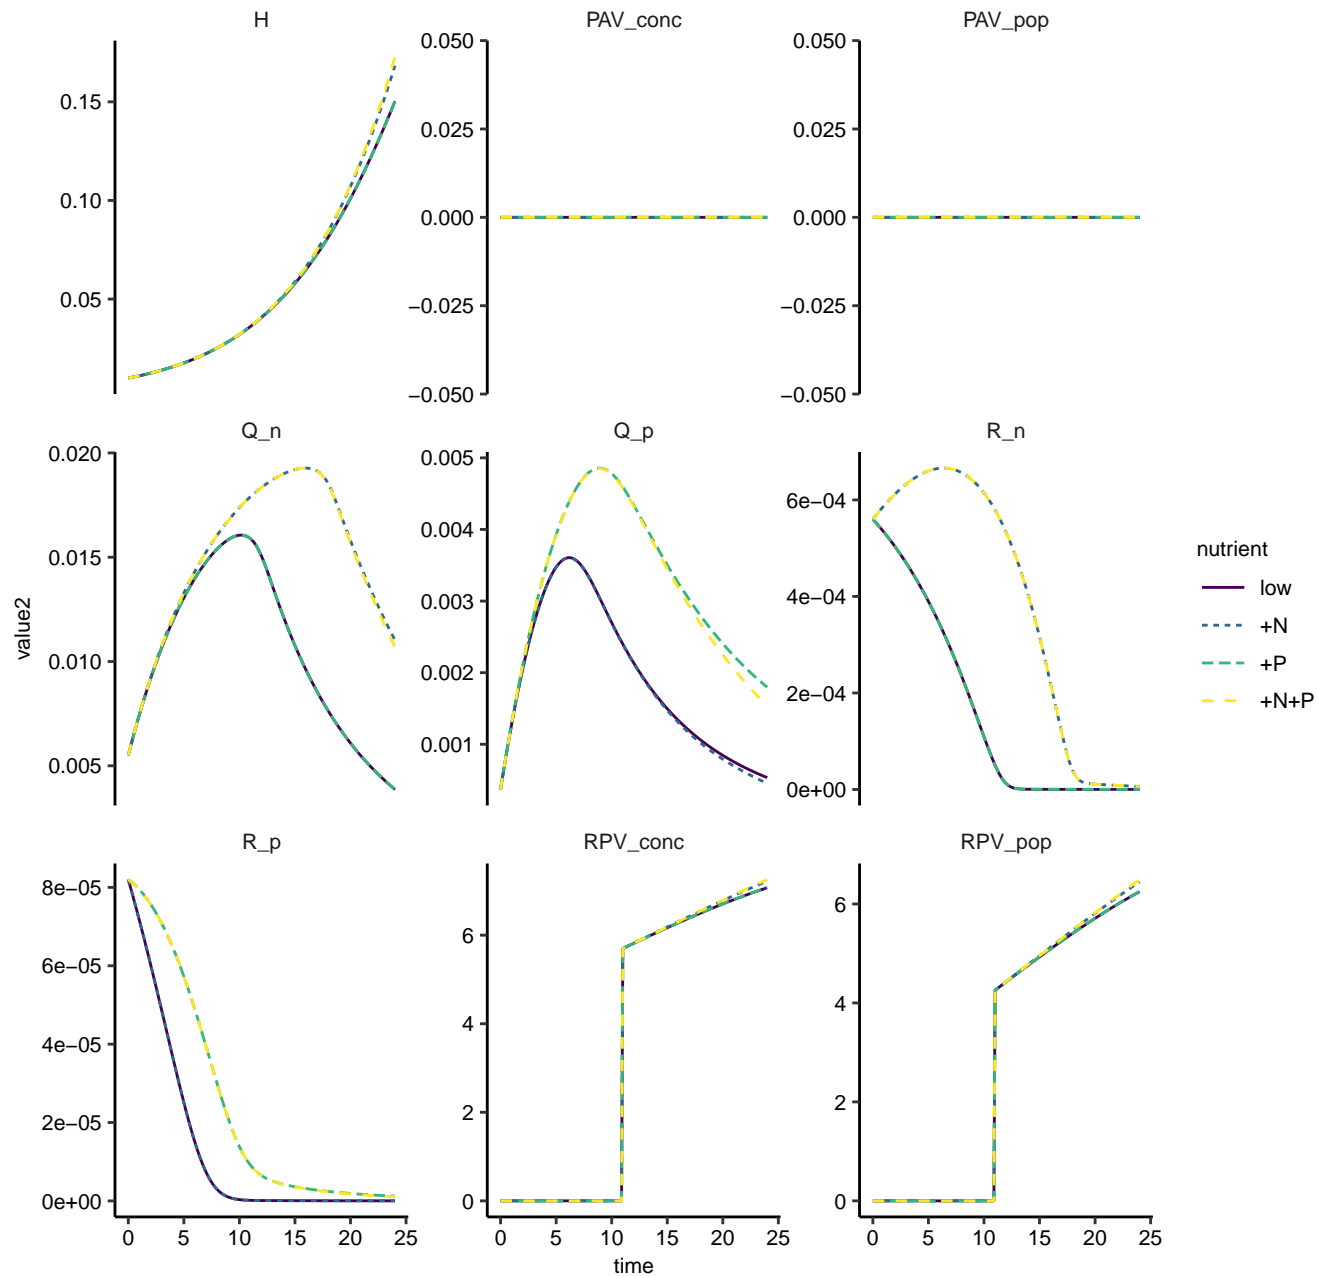 H
PAV_conc
PAV_pop
0.15
0.10
0.05
0.050
0.025
0.000
−0.025
−0.050
0.050
0.025
0.000
−0.025
−0.050
Q_n
Q_p
R_n
0.020
0.015
0.010
0.005
0.005
0.004
0.003
0.002
0.001
6e−04
4e−04
2e−04
0e+00
value2
nutrient
low
+N
+P
+N+P
R_p
RPV_conc
RPV_pop
8e−05
6e−05
4e−05
2e−05
0e+00
6
4
2
0
6
4
2
0
0 5 10 15 20 25
0 5 10 15 20 25
0 5 10 15 20 25
time